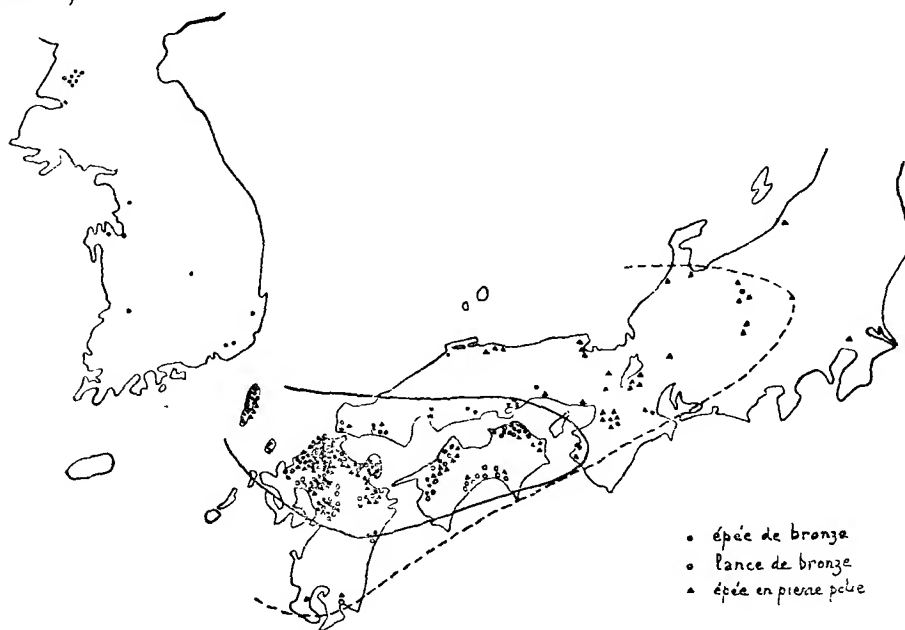 • épée de bronze
○ lance de bronze
▲ épée en pierre polie